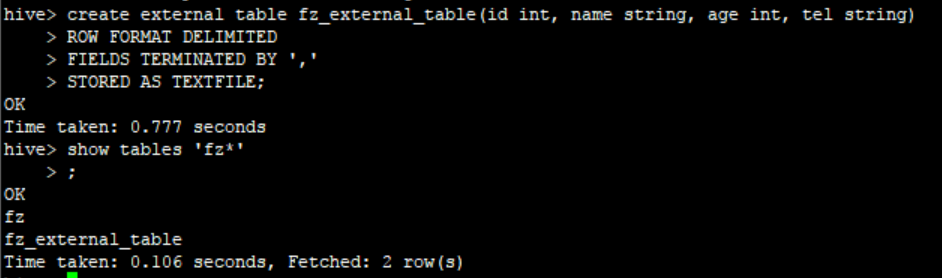 hive> create external table fz_external_table(id int, name string, age int, tel string)
    > ROW FORMAT DELIMITED
    > FIELDS TERMINATED BY ','
    > STORED AS TEXTFILE;
OK
Time taken: 0.777 seconds
hive> show tables 'fz*'
    > ;
OK
fz
fz_external_table
Time taken: 0.106 seconds, Fetched: 2 row(s)